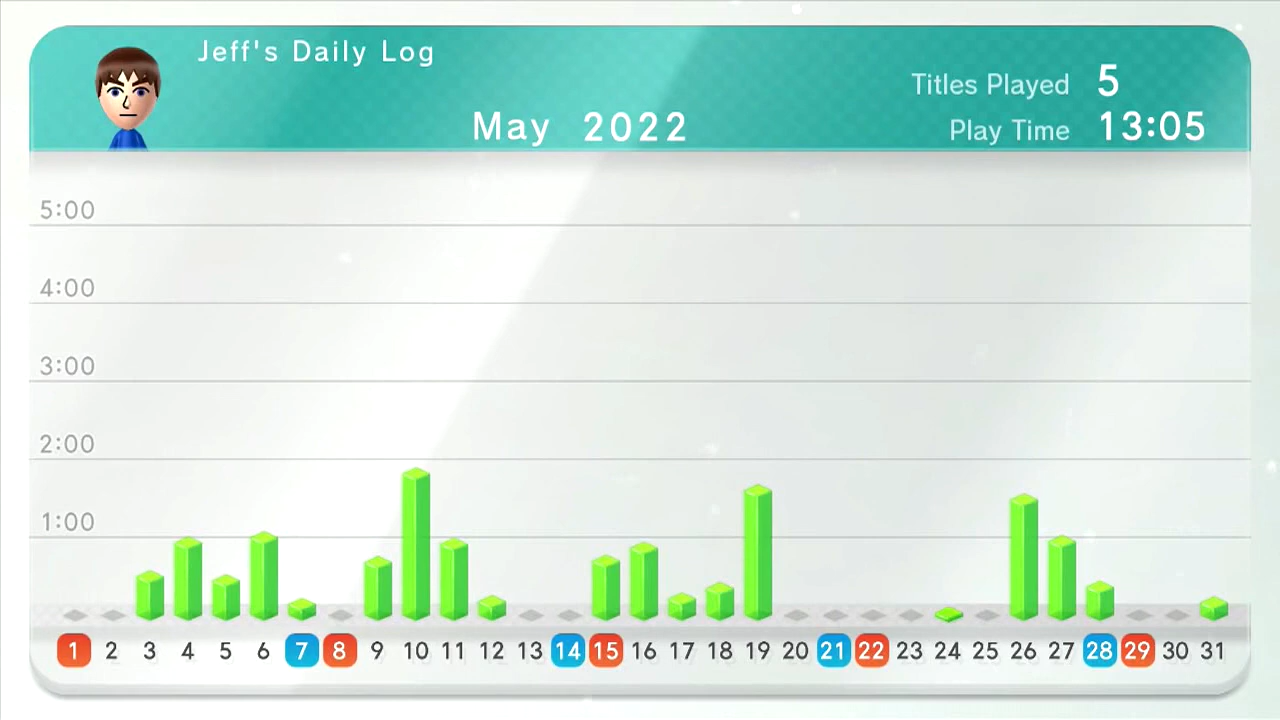 Jeff's Daily Log
May 2022
Titles Played 5
Play Time 13:05
5:00
4:00
3:00
2:00
1:00
1 2 3 4 5 6 7 8 9 10 11 12 13 14 15 16 17 18 19 20 21 22 23 24 25 26 27 28 29 30 31